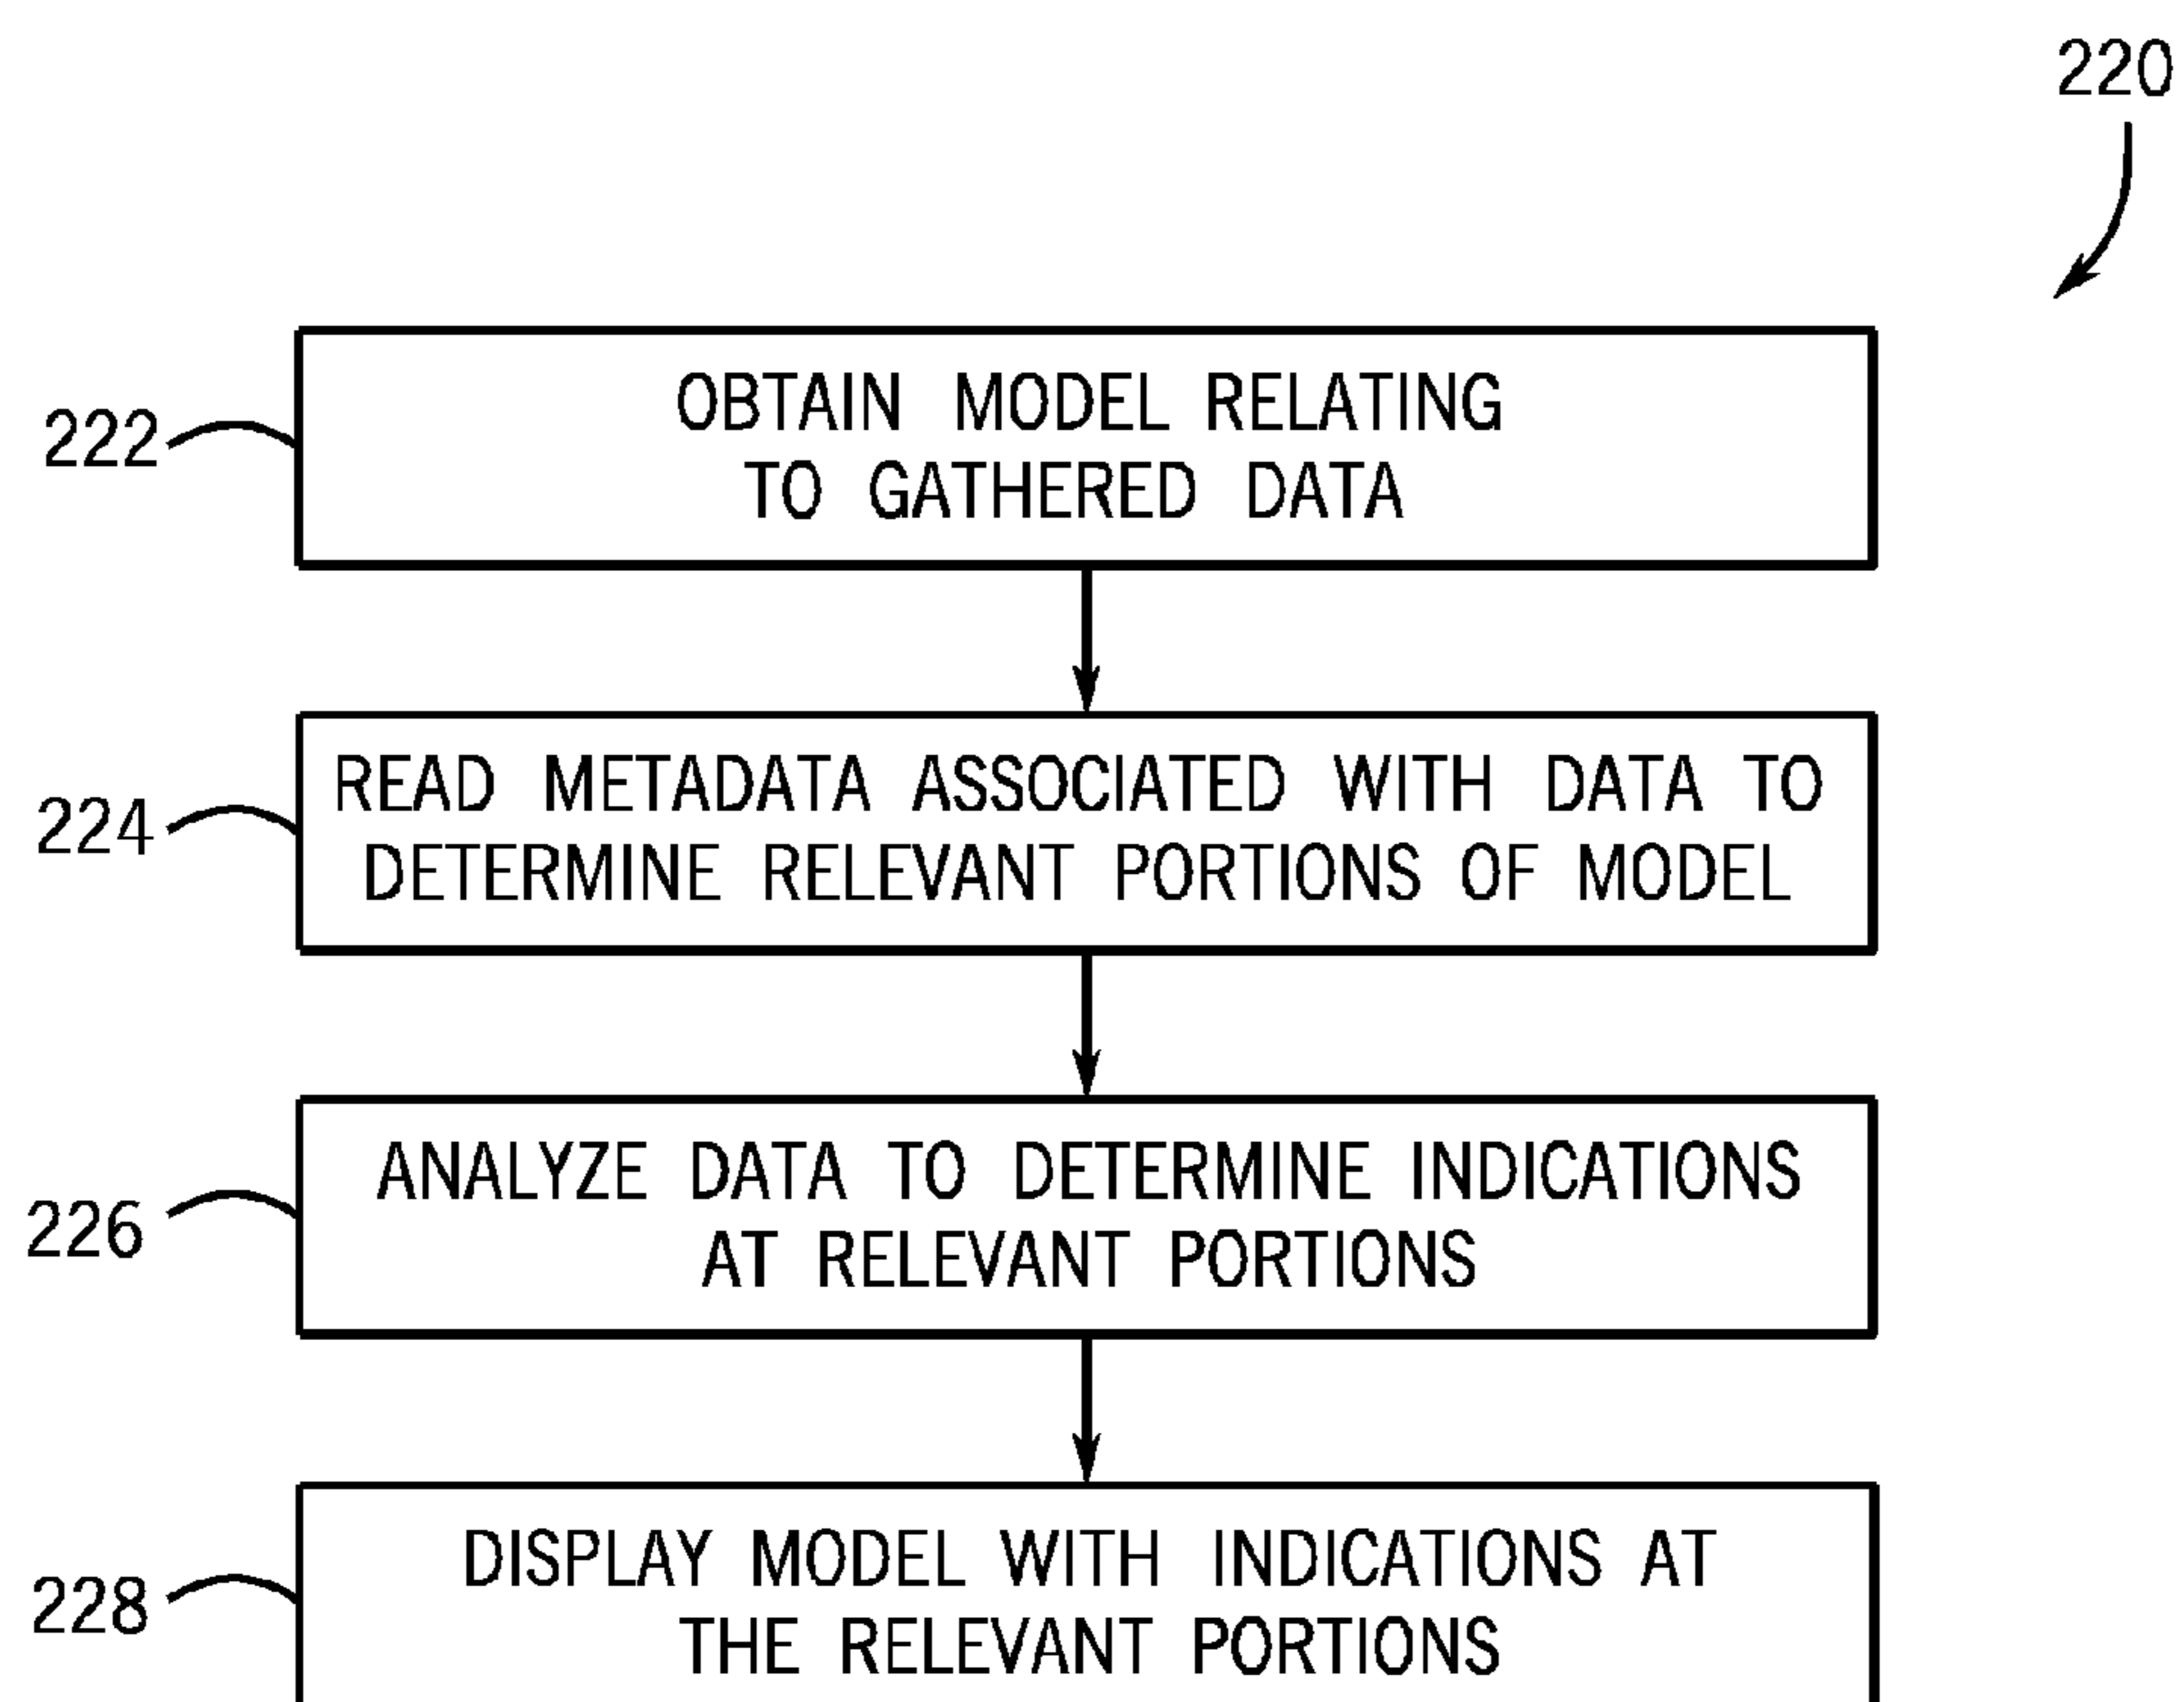 220
222
OBTAIN MODEL RELATING
TO GATHERED DATA
224
READ METADATA ASSOCIATED WITH DATA TO
DETERMINE RELEVANT PORTIONS OF MODEL
226
ANALYZE DATA TO DETERMINE INDICATIONS
AT RELEVANT PORTIONS
228
DISPLAY MODEL WITH INDICATIONS AT
THE RELEVANT PORTIONS